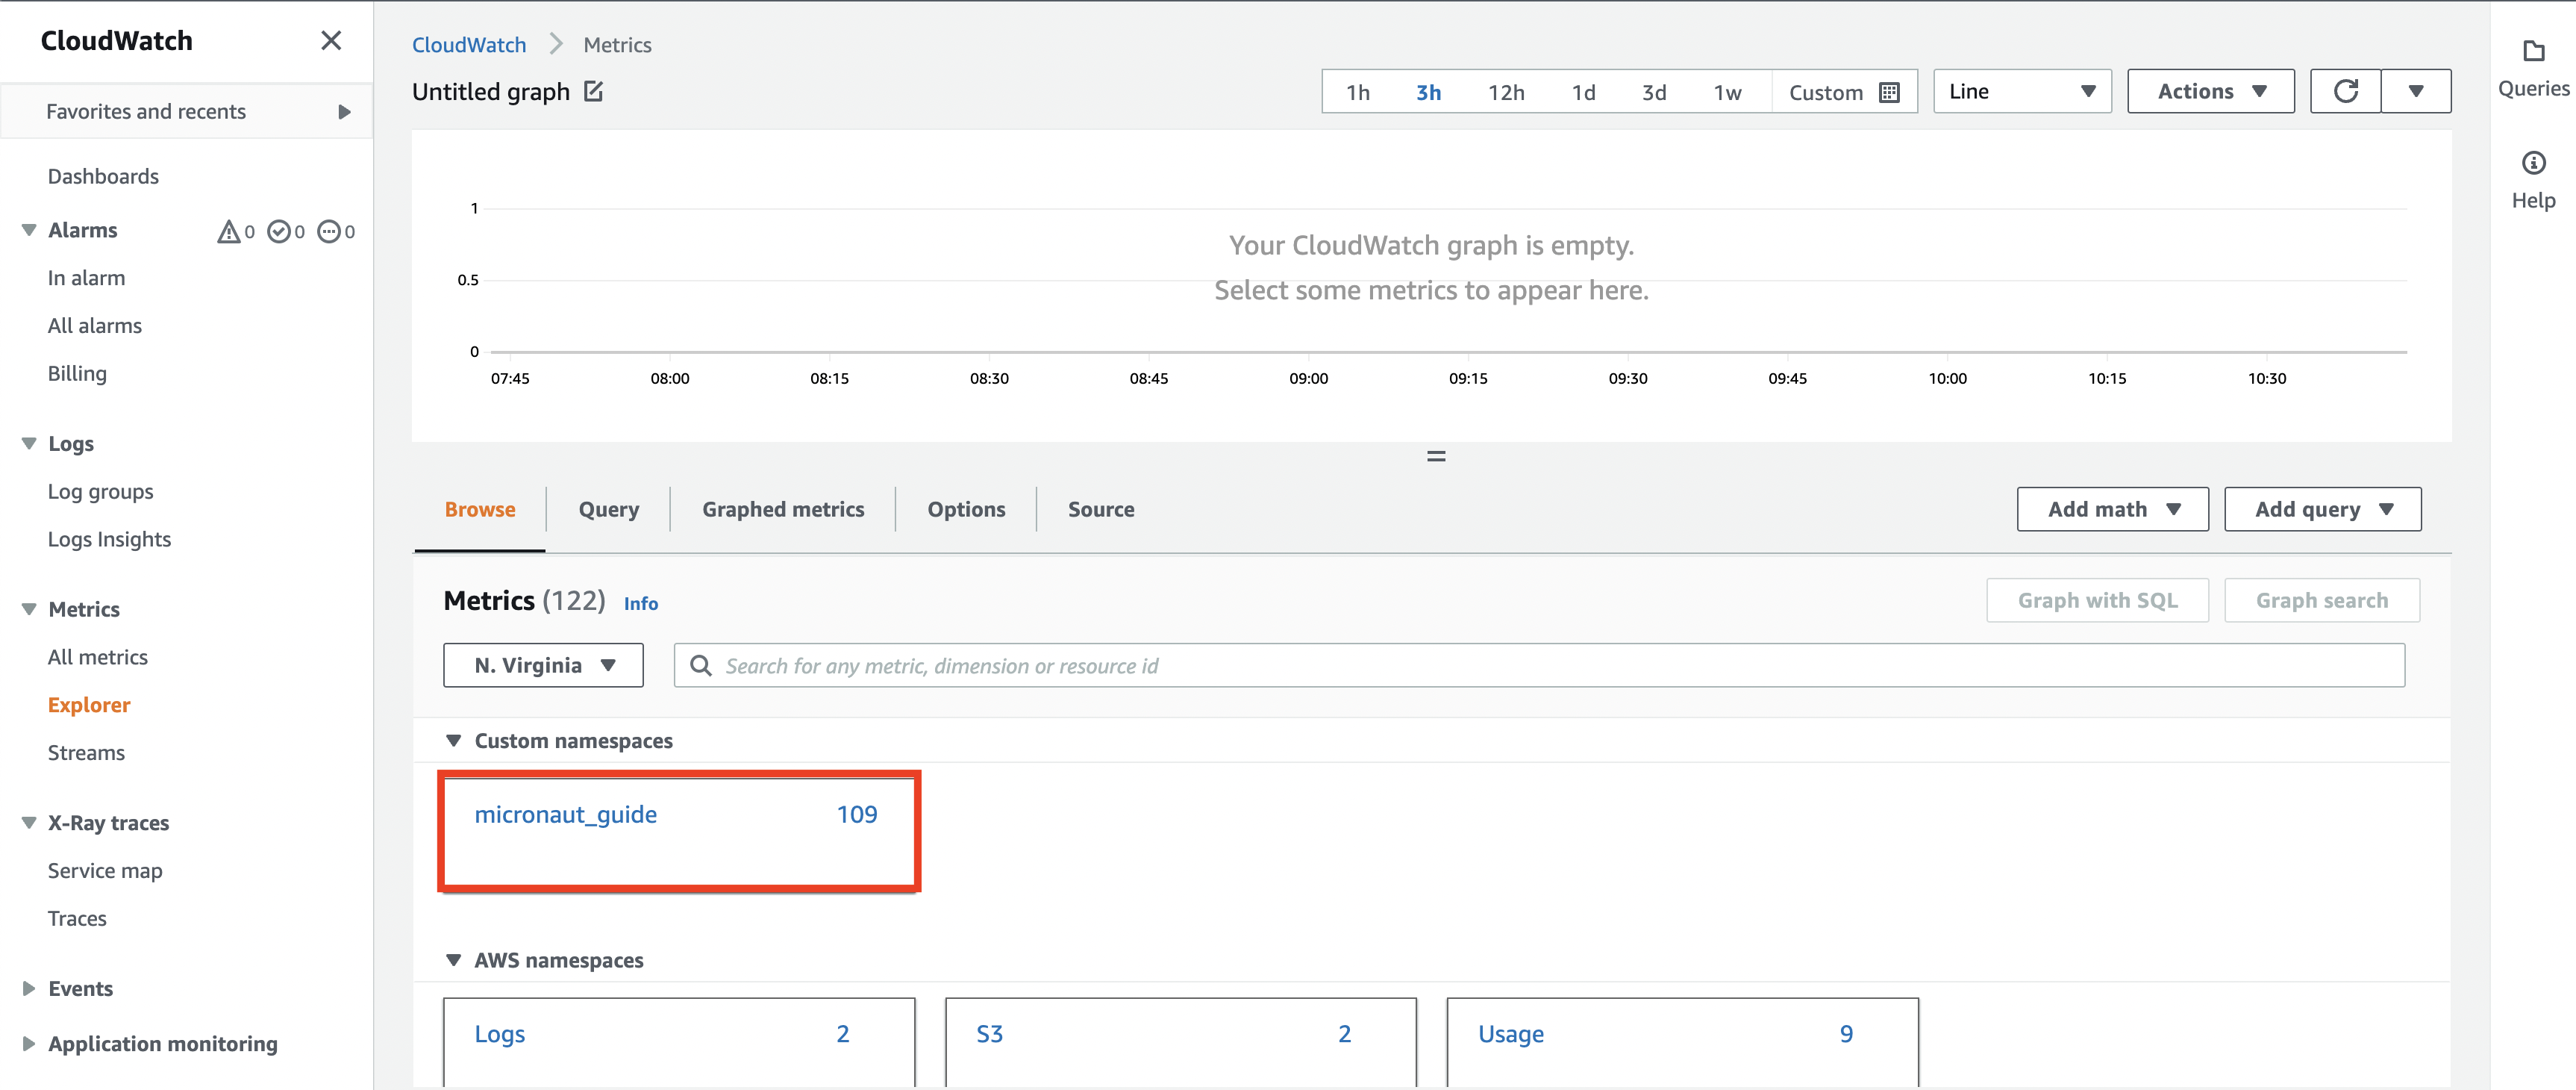 CloudWatch
Favorites and recents
Dashboards
Alarms 0 0 0
In alarm
All alarms
Billing
Logs
Log groups
Logs Insights
Metrics
All metrics
Explorer
Streams
X-Ray traces
Service map
Traces
Events
Application monitoring
CloudWatch Metrics
Untitled graph
1h 3h 12h 1d 3d 1w Custom Line Actions
1
0.5
0
Your CloudWatch graph is empty.
Select some metrics to appear here.
07:45 08:00 08:15 08:30 08:45 09:00 09:15 09:30 09:45 10:00 10:15 10:30
Browse Query Graphed metrics Options Source Add math Add query
Metrics (122) Info Graph with SQL Graph search
N. Virginia Search for any metric, dimension or resource id
Custom namespaces
micronaut_guide 109
AWS namespaces
Logs 2 S3 2 Usage 9
Queries
Help